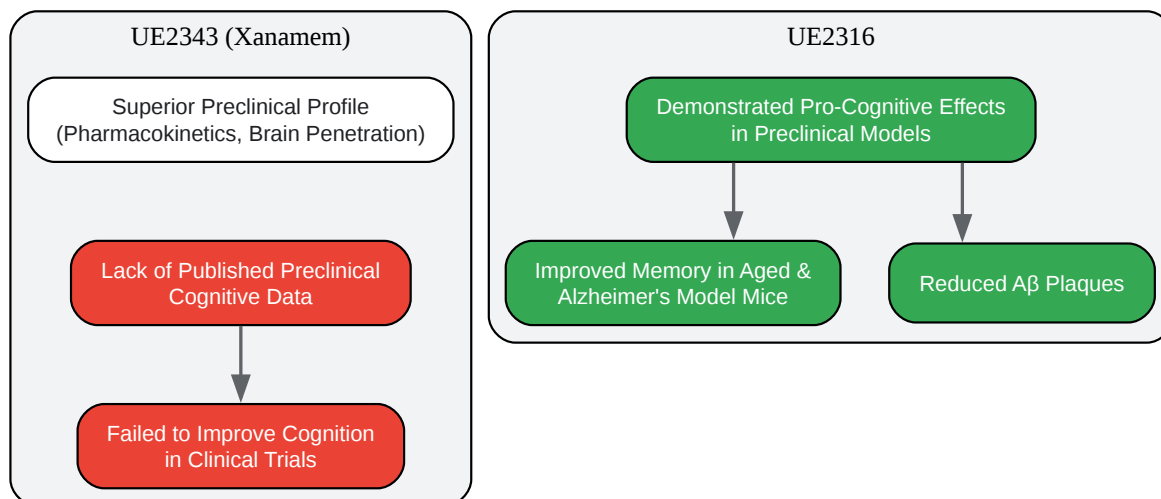 UE2343 (Xanamem)
Superior Preclinical Profile
(Pharmacokinetics, Brain Penetration)
Lack of Published Preclinical
Cognitive Data
Failed to Improve Cognition
in Clinical Trials
UE2316
Demonstrated Pro-Cognitive Effects
in Preclinical Models
Improved Memory in Aged &
Alzheimer's Model Mice
Reduced Aβ Plaques